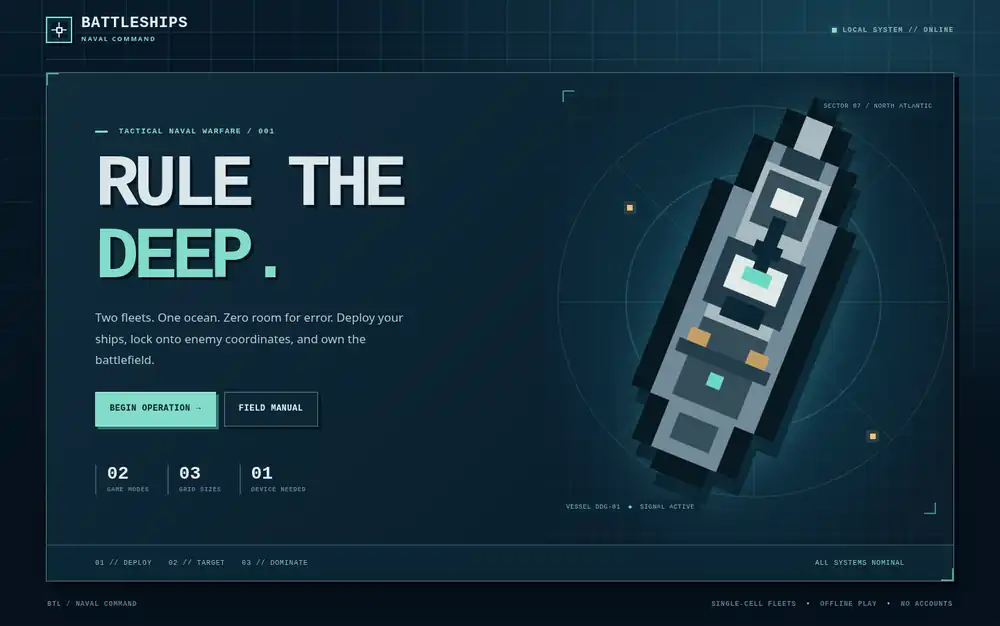 BATTLESHIPS
NAVAL COMMAND
LOCAL SYSTEM // ONLINE
SECTOR 07 / NORTH ATLANTIC
TACTICAL NAVAL WARFARE / 001
RULE THE
DEEP.
Two fleets. One ocean. Zero room for error. Deploy your
ships, lock onto enemy coordinates, and own the
battlefield.
BEGIN OPERATION →
FIELD MANUAL
02
GAME MODES
03
GRID SIZES
01
DEVICE NEEDED
VESSEL DDG-01 ◆ SIGNAL ACTIVE
01 // DEPLOY 02 // TARGET 03 // DOMINATE
ALL SYSTEMS NOMINAL
BTL / NAVAL COMMAND
SINGLE-CELL FLEETS • OFFLINE PLAY • NO ACCOUNTS